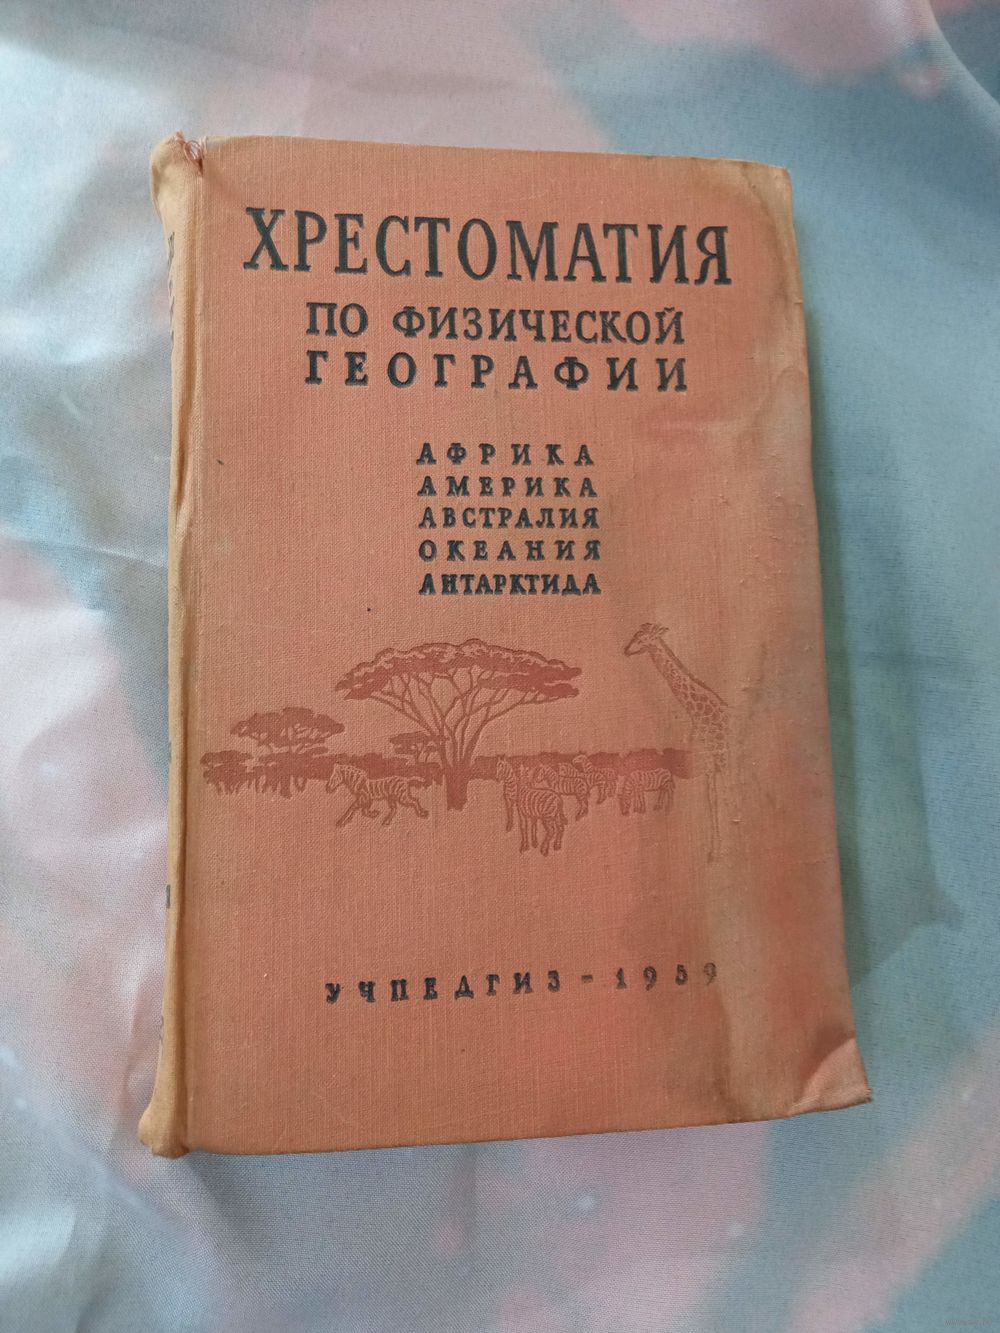 ХРЕСТОМАТИЯ
ПО ФИЗИЧЕСКОЙ
ГЕОГРАФИИ
АФРИКА
АМЕРИКА
АВСТРАЛИЯ
ОКЕАНИЯ
АНТАРКТИДА
УЧПЕДГИЗ - 1959